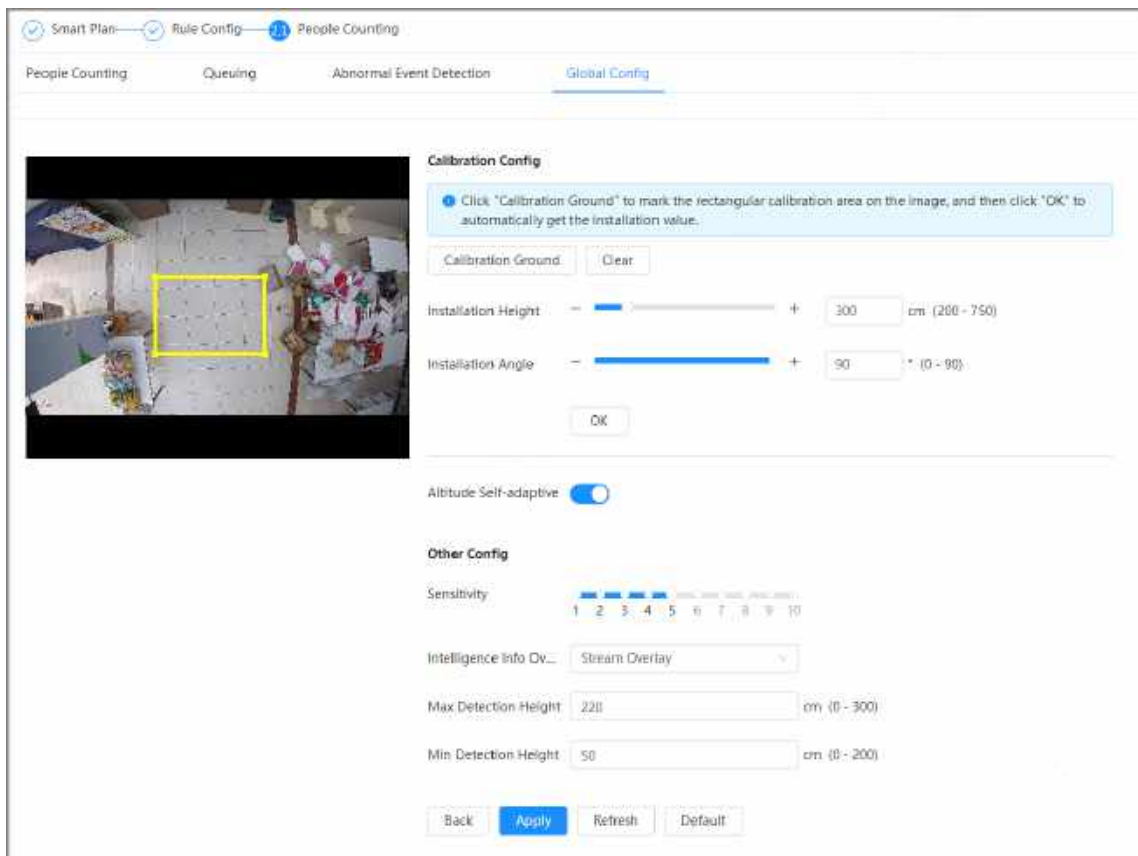 Smart Plan Rule Config 2.1 People Counting
People Counting Queuing Abnormal Event Detection Global Config
Calibration Config
Click "Calibration Ground" to mark the rectangular calibration area on the image, and then click "OK" to
automatically get the installation value.
Calibration Ground Clear
Installation Height - + 300 cm (200 - 750)
Installation Angle - + 90 ° (0 - 90)
OK
Altitude Self-adaptive
Other Config
Sensitivity
1 2 3 4 5 6 7 8 9 10
Intelligence Info Ov... Stream Overlay
Max Detection Height 220 cm (0 - 300)
Min Detection Height 50 cm (0 - 200)
Back Apply Refresh Default